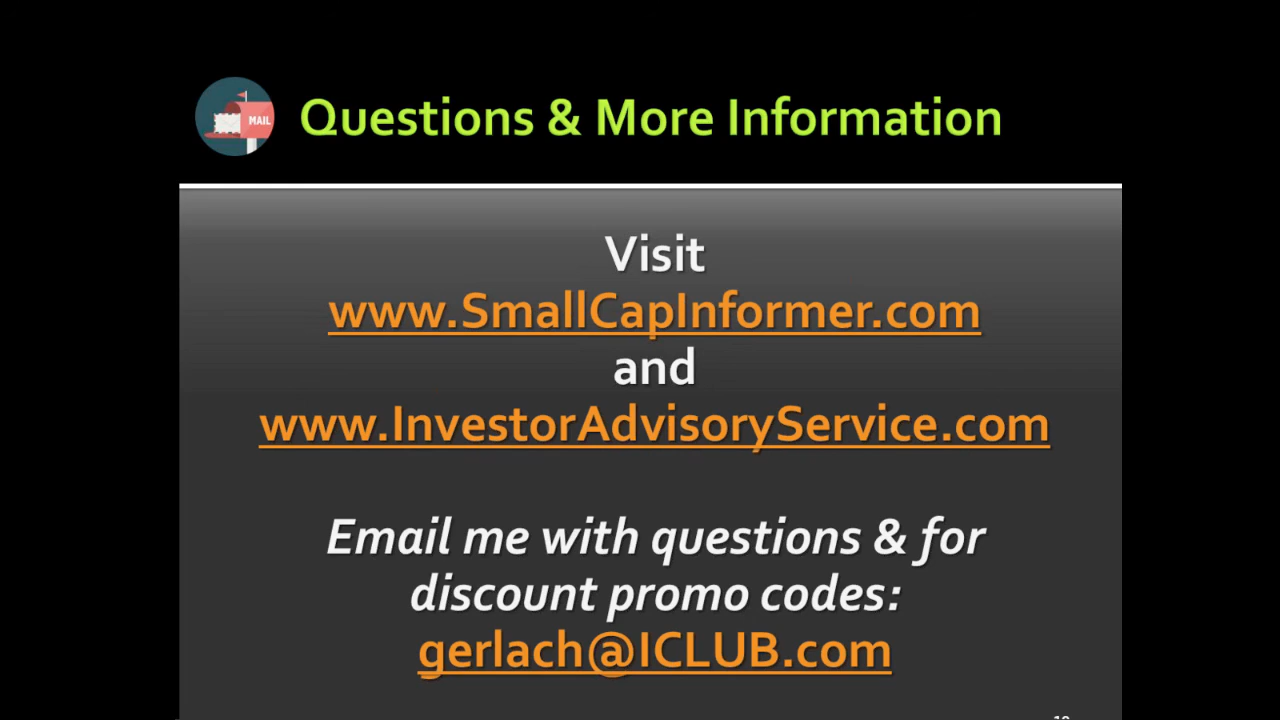 MAIL
Questions & More Information
Visit
www.SmallCapInformer.com
and
www.InvestorAdvisoryService.com
Email me with questions & for
discount promo codes:
gerlach@ICLUB.com